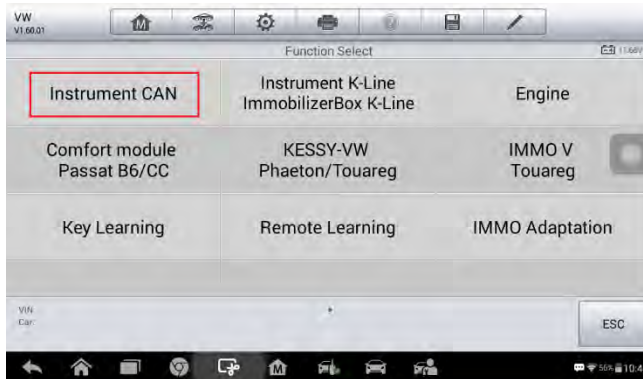 VW
V1.60.01
Function Select
Instrument CAN
Instrument K-Line
ImmobilizerBox K-Line
Engine
Comfort module
Passat B6/CC
KESSY-VW
Phaeton/Touareg
IMMO V
Touareg
Key Learning
Remote Learning
IMMO Adaptation
VIN
Car
ESC
56%